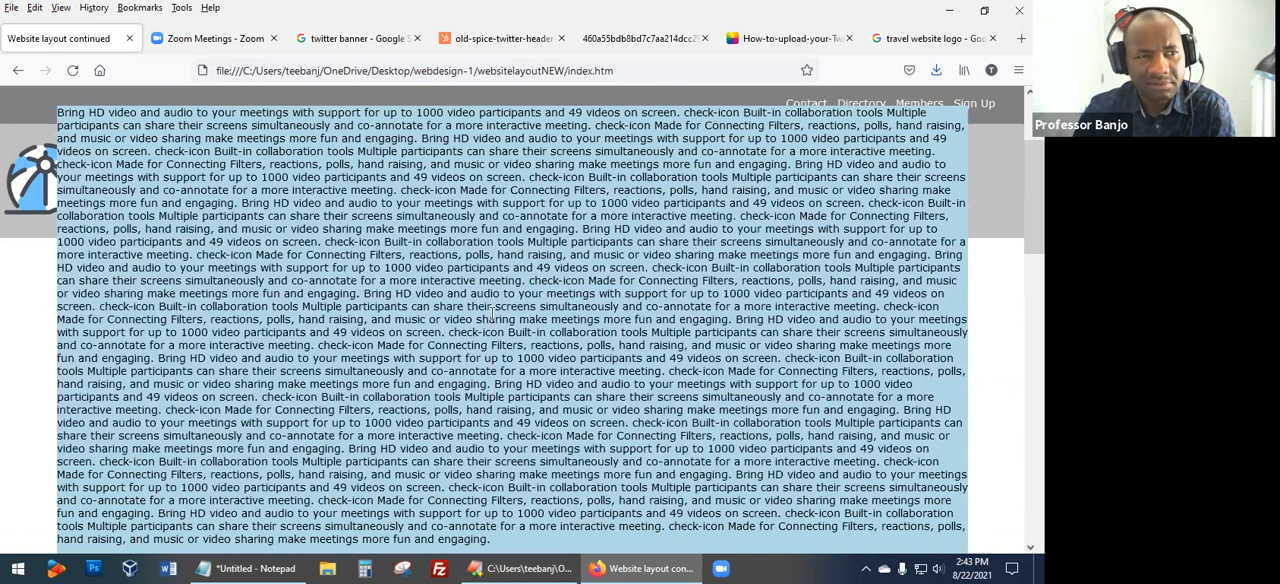 File Edit View History Bookmarks Tools Help
Website layout continued
Zoom Meetings - Zoom
twitter banner - Google S
old-spice-twitter-header-
460a55bdb8bd7c7aa214dcc29
How-to-upload-your-Tw
travel website logo - Goo
file:///C:/Users/teebanj/OneDrive/Desktop/webdesign-1/websitelayoutNEW/index.htm
T
Professor Banjo
Contact Directory Members Sign Up
Bring HD video and audio to your meetings with support for up to 1000 video participants and 49 videos on screen. check-icon Built-in collaboration tools Multiple
participants can share their screens simultaneously and co-annotate for a more interactive meeting. check-icon Made for Connecting Filters, reactions, polls, hand raising,
and music or video sharing make meetings more fun and engaging. Bring HD video and audio to your meetings with support for up to 1000 video participants and 49
videos on screen. check-icon Built-in collaboration tools Multiple participants can share their screens simultaneously and co-annotate for a more interactive meeting.
check-icon Made for Connecting Filters, reactions, polls, hand raising, and music or video sharing make meetings more fun and engaging. Bring HD video and audio to
your meetings with support for up to 1000 video participants and 49 videos on screen. check-icon Built-in collaboration tools Multiple participants can share their screens
simultaneously and co-annotate for a more interactive meeting. check-icon Made for Connecting Filters, reactions, polls, hand raising, and music or video sharing make
meetings more fun and engaging. Bring HD video and audio to your meetings with support for up to 1000 video participants and 49 videos on screen. check-icon Built-in
collaboration tools Multiple participants can share their screens simultaneously and co-annotate for a more interactive meeting. check-icon Made for Connecting Filters,
reactions, polls, hand raising, and music or video sharing make meetings more fun and engaging. Bring HD video and audio to your meetings with support for up to
1000 video participants and 49 videos on screen. check-icon Built-in collaboration tools Multiple participants can share their screens simultaneously and co-annotate for a
more interactive meeting. check-icon Made for Connecting Filters, reactions, polls, hand raising, and music or video sharing make meetings more fun and engaging. Bring
HD video and audio to your meetings with support for up to 1000 video participants and 49 videos on screen. check-icon Built-in collaboration tools Multiple participants
can share their screens simultaneously and co-annotate for a more interactive meeting. check-icon Made for Connecting Filters, reactions, polls, hand raising, and music
or video sharing make meetings more fun and engaging. Bring HD video and audio to your meetings with support for up to 1000 video participants and 49 videos on
screen. check-icon Built-in collaboration tools Multiple participants can share their screens simultaneously and co-annotate for a more interactive meeting. check-icon
Made for Connecting Filters, reactions, polls, hand raising, and music or video sharing make meetings more fun and engaging. Bring HD video and audio to your meetings
with support for up to 1000 video participants and 49 videos on screen. check-icon Built-in collaboration tools Multiple participants can share their screens simultaneously
and co-annotate for a more interactive meeting. check-icon Made for Connecting Filters, reactions, polls, hand raising, and music or video sharing make meetings more
fun and engaging. Bring HD video and audio to your meetings with support for up to 1000 video participants and 49 videos on screen. check-icon Built-in collaboration
tools Multiple participants can share their screens simultaneously and co-annotate for a more interactive meeting. check-icon Made for Connecting Filters, reactions, polls,
hand raising, and music or video sharing make meetings more fun and engaging. Bring HD video and audio to your meetings with support for up to 1000 video
participants and 49 videos on screen. check-icon Built-in collaboration tools Multiple participants can share their screens simultaneously and co-annotate for a more
interactive meeting. check-icon Made for Connecting Filters, reactions, polls, hand raising, and music or video sharing make meetings more fun and engaging. Bring HD
video and audio to your meetings with support for up to 1000 video participants and 49 videos on screen. check-icon Built-in collaboration tools Multiple participants can
share their screens simultaneously and co-annotate for a more interactive meeting. check-icon Made for Connecting Filters, reactions, polls, hand raising, and music or
video sharing make meetings more fun and engaging. Bring HD video and audio to your meetings with support for up to 1000 video participants and 49 videos on
screen. check-icon Built-in collaboration tools Multiple participants can share their screens simultaneously and co-annotate for a more interactive meeting. check-icon
Made for Connecting Filters, reactions, polls, hand raising, and music or video sharing make meetings more fun and engaging. Bring HD video and audio to your meetings
with support for up to 1000 video participants and 49 videos on screen. check-icon Built-in collaboration tools Multiple participants can share their screens simultaneously
and co-annotate for a more interactive meeting. check-icon Made for Connecting Filters, reactions, polls, hand raising, and music or video sharing make meetings more
fun and engaging. Bring HD video and audio to your meetings with support for up to 1000 video participants and 49 videos on screen. check-icon Built-in collaboration
tools Multiple participants can share their screens simultaneously and co-annotate for a more interactive meeting. check-icon Made for Connecting Filters, reactions, polls,
hand raising, and music or video sharing make meetings more fun and engaging.
*Untitled - Notepad
C:\Users\teebanj\O...
Website layout con...
2:43 PM
8/22/2021